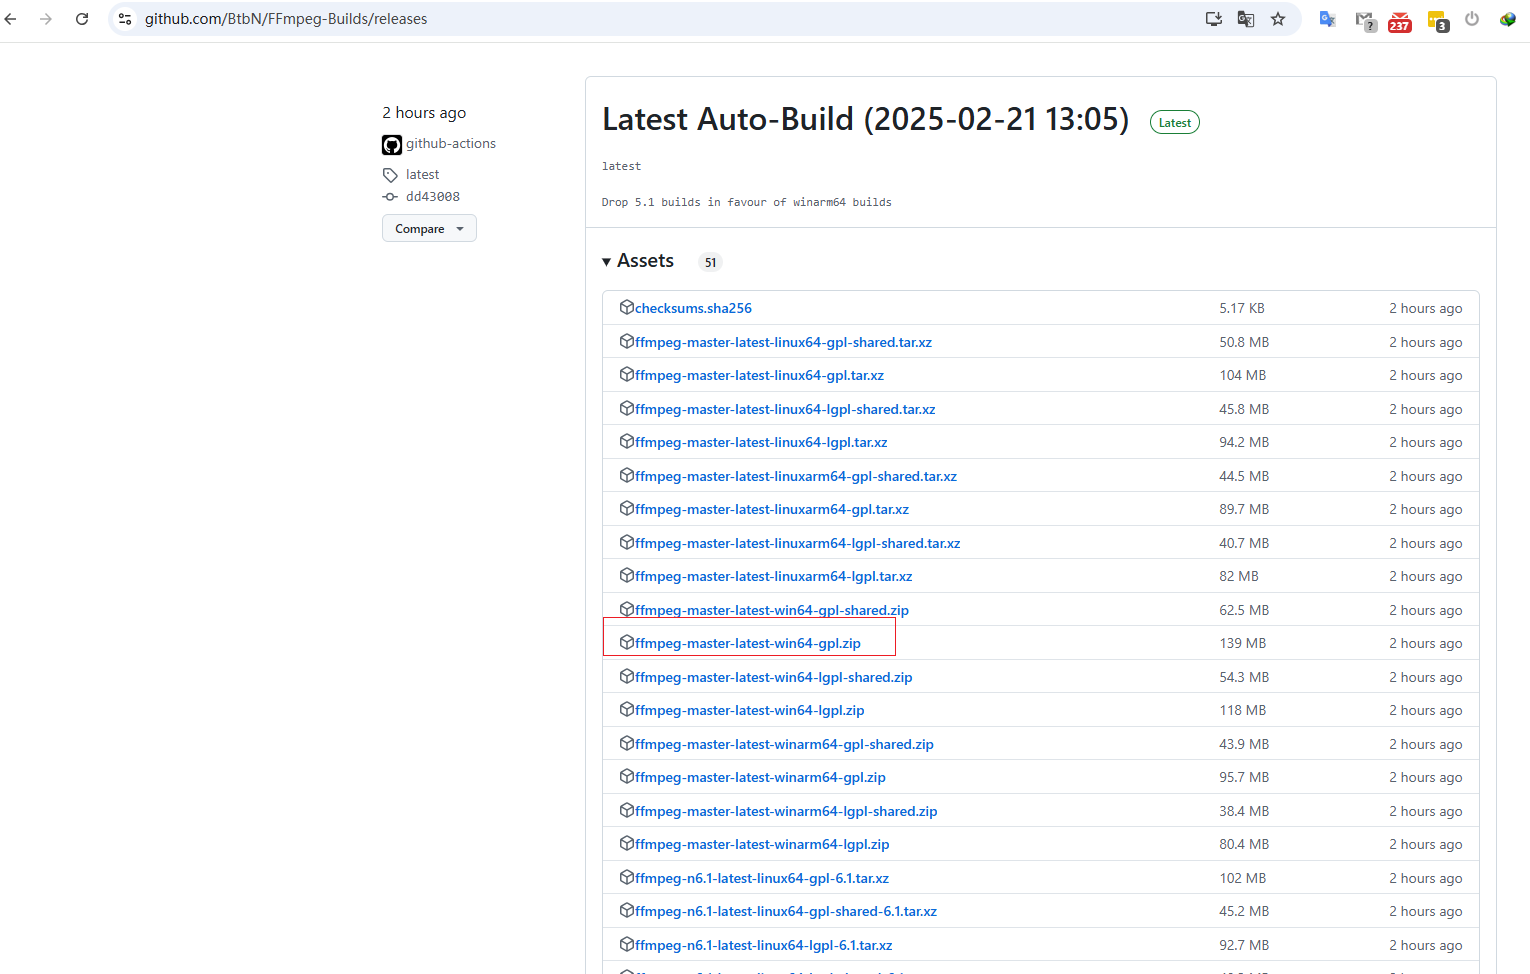 github.com/BtbN/FFmpeg-Builds/releases
?
237
3
2 hours ago
github-actions
latest
dd43008
Compare
Latest Auto-Build (2025-02-21 13:05)
Latest
latest
Drop 5.1 builds in favour of winarm64 builds
Assets 51
checksums.sha256 5.17 KB 2 hours ago
ffmpeg-master-latest-linux64-gpl-shared.tar.xz 50.8 MB 2 hours ago
ffmpeg-master-latest-linux64-gpl.tar.xz 104 MB 2 hours ago
ffmpeg-master-latest-linux64-lgpl-shared.tar.xz 45.8 MB 2 hours ago
ffmpeg-master-latest-linux64-lgpl.tar.xz 94.2 MB 2 hours ago
ffmpeg-master-latest-linuxarm64-gpl-shared.tar.xz 44.5 MB 2 hours ago
ffmpeg-master-latest-linuxarm64-gpl.tar.xz 89.7 MB 2 hours ago
ffmpeg-master-latest-linuxarm64-lgpl-shared.tar.xz 40.7 MB 2 hours ago
ffmpeg-master-latest-linuxarm64-lgpl.tar.xz 82 MB 2 hours ago
ffmpeg-master-latest-win64-gpl-shared.zip 62.5 MB 2 hours ago
ffmpeg-master-latest-win64-gpl.zip 139 MB 2 hours ago
ffmpeg-master-latest-win64-lgpl-shared.zip 54.3 MB 2 hours ago
ffmpeg-master-latest-win64-lgpl.zip 118 MB 2 hours ago
ffmpeg-master-latest-winarm64-gpl-shared.zip 43.9 MB 2 hours ago
ffmpeg-master-latest-winarm64-gpl.zip 95.7 MB 2 hours ago
ffmpeg-master-latest-winarm64-lgpl-shared.zip 38.4 MB 2 hours ago
ffmpeg-master-latest-winarm64-lgpl.zip 80.4 MB 2 hours ago
ffmpeg-n6.1-latest-linux64-gpl-6.1.tar.xz 102 MB 2 hours ago
ffmpeg-n6.1-latest-linux64-gpl-shared-6.1.tar.xz 45.2 MB 2 hours ago
ffmpeg-n6.1-latest-linux64-lgpl-6.1.tar.xz 92.7 MB 2 hours ago